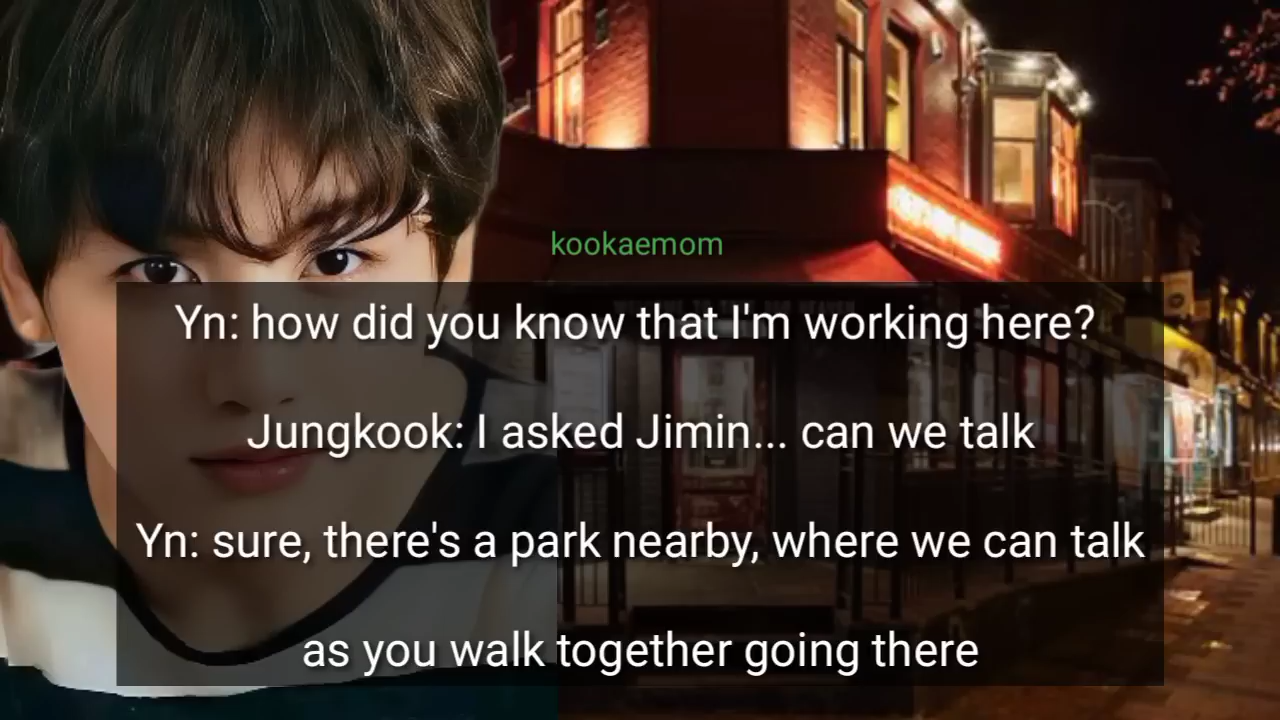 kookaemom
Yn: how did you know that I'm working here?
Jungkook: I asked Jimin... can we talk
Yn: sure, there's a park nearby, where we can talk
as you walk together going there